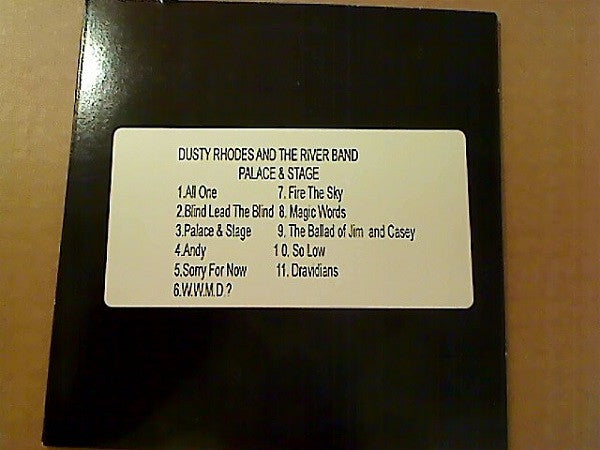 DUSTY RHODES AND THE RIVER BAND
PALACE & STAGE
1.All One 7. Fire The Sky
2.Blind Lead The Blind 8. Magic Words
3.Palace & Stage 9. The Ballad of Jim and Casey
4.Andy 1 0. So Low
5.Sorry For Now 11. Dravidians
6.W.W.M.D.?